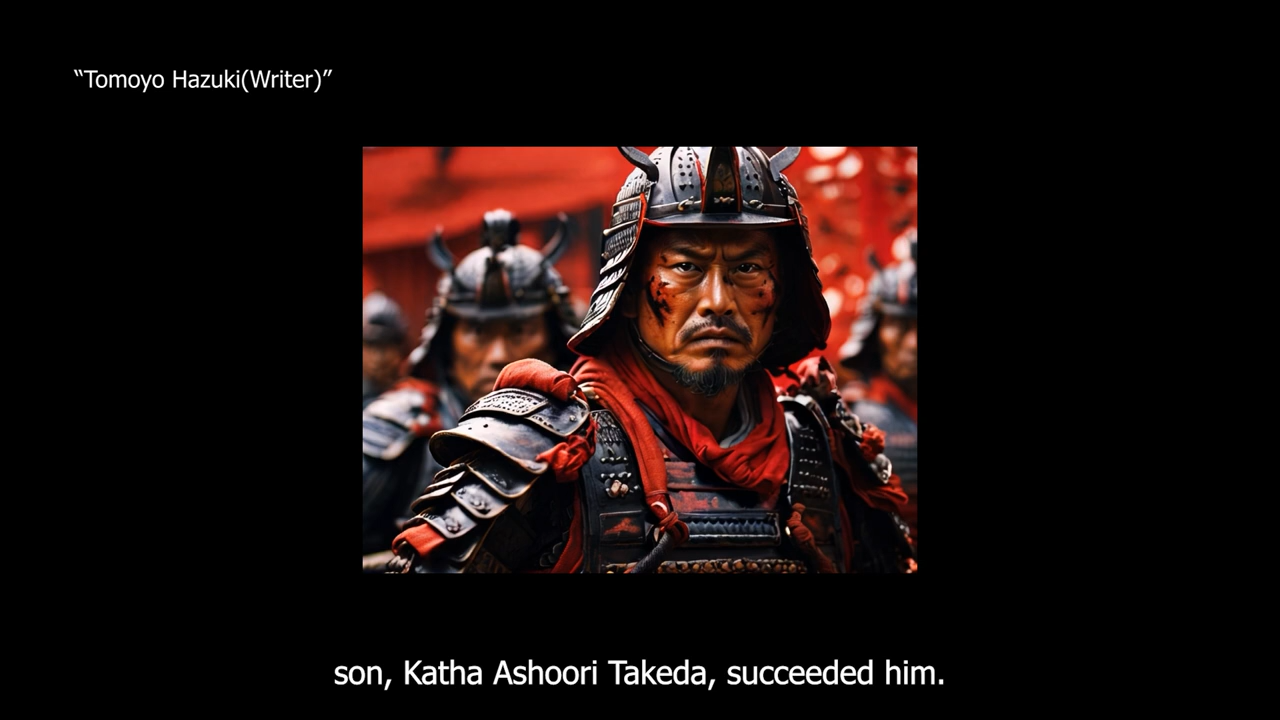 “Tomoyo Hazuki(Writer)”
son, Katha Ashoori Takeda, succeeded him.